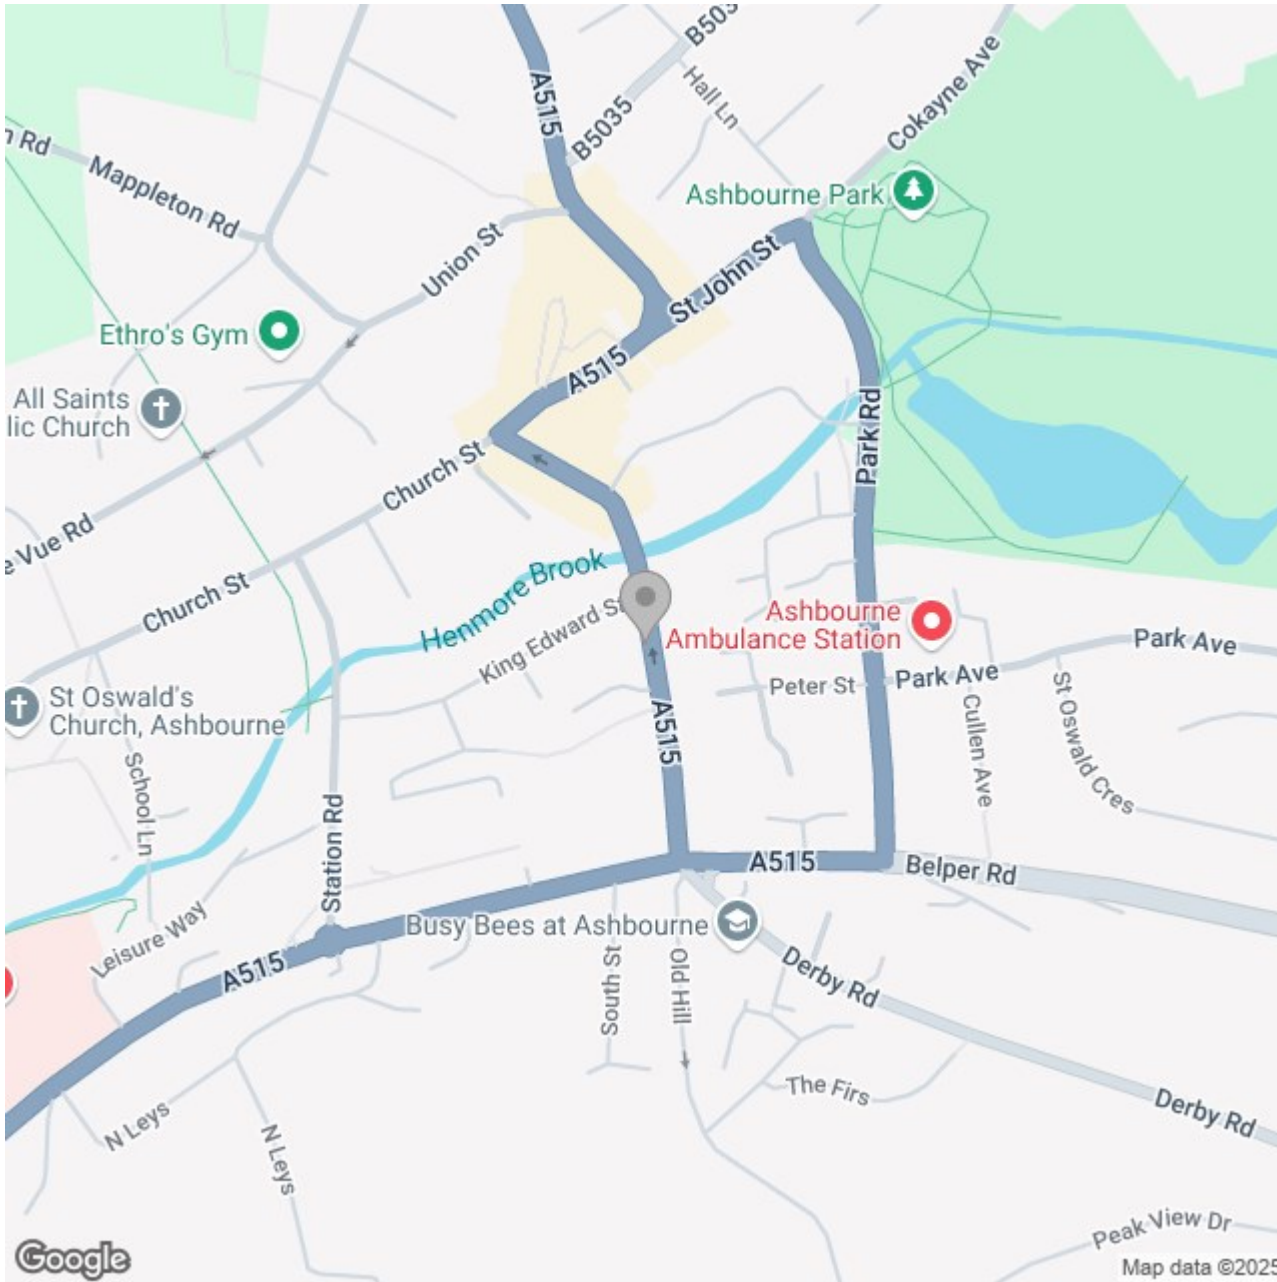 B503
A515
B5035
Hall Ln
Cokayne Ave
n Rd
Mappleton Rd
Ashbourne Park
Union St
St John St
Ethro's Gym
A515
All Saints
lic Church
Park Rd
Church St
e Vue Rd
Henmore Brook
Church St
King Edward St
Ashbourne
Ambulance Station
Park Ave
Peter St
Park Ave
St Oswald's
Church, Ashbourne
A515
Cullen Ave
St Oswald Cres
School Ln
Station Rd
A515
Belper Rd
Leisure Way
Busy Bees at Ashbourne
A515
South St
Old Hill
Derby Rd
The Firs
N Leys
Derby Rd
N Leys
Peak View Dr
Google
Map data ©2025